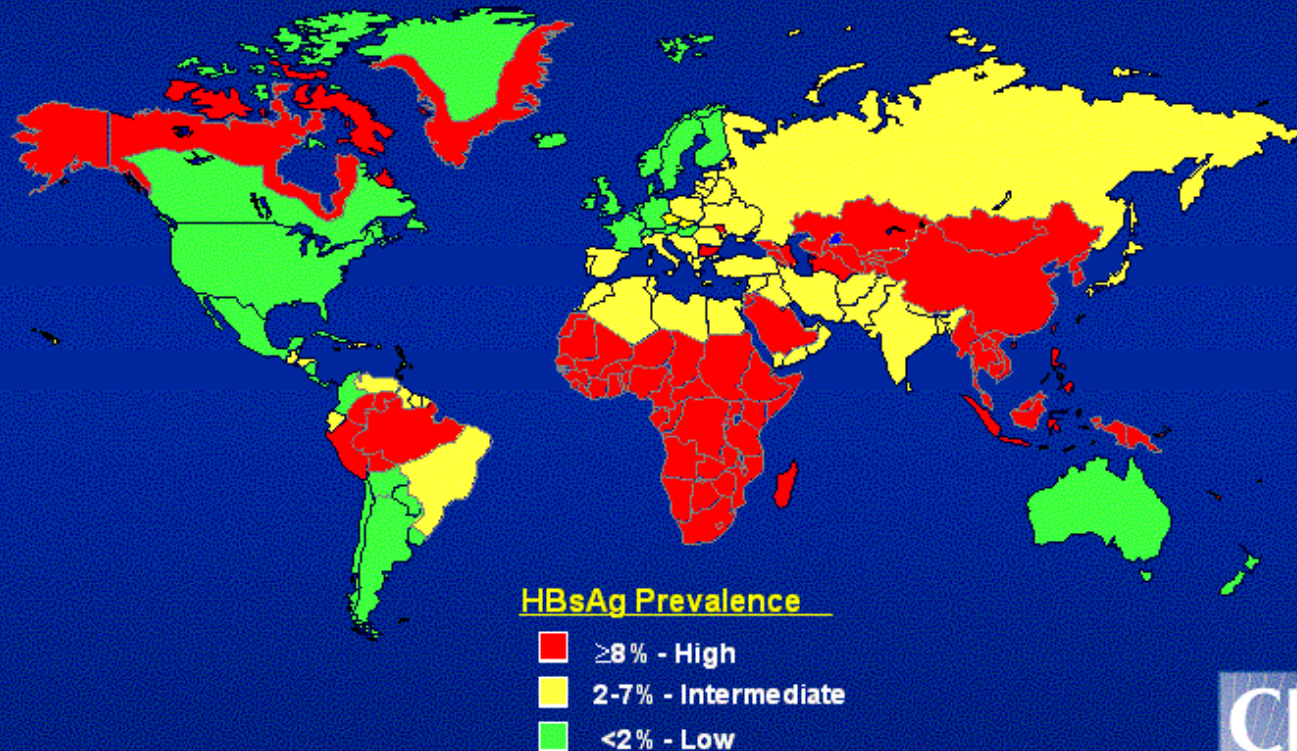 HBsAg Prevalence
≥8% - High
2-7% - Intermediate
<2% - Low